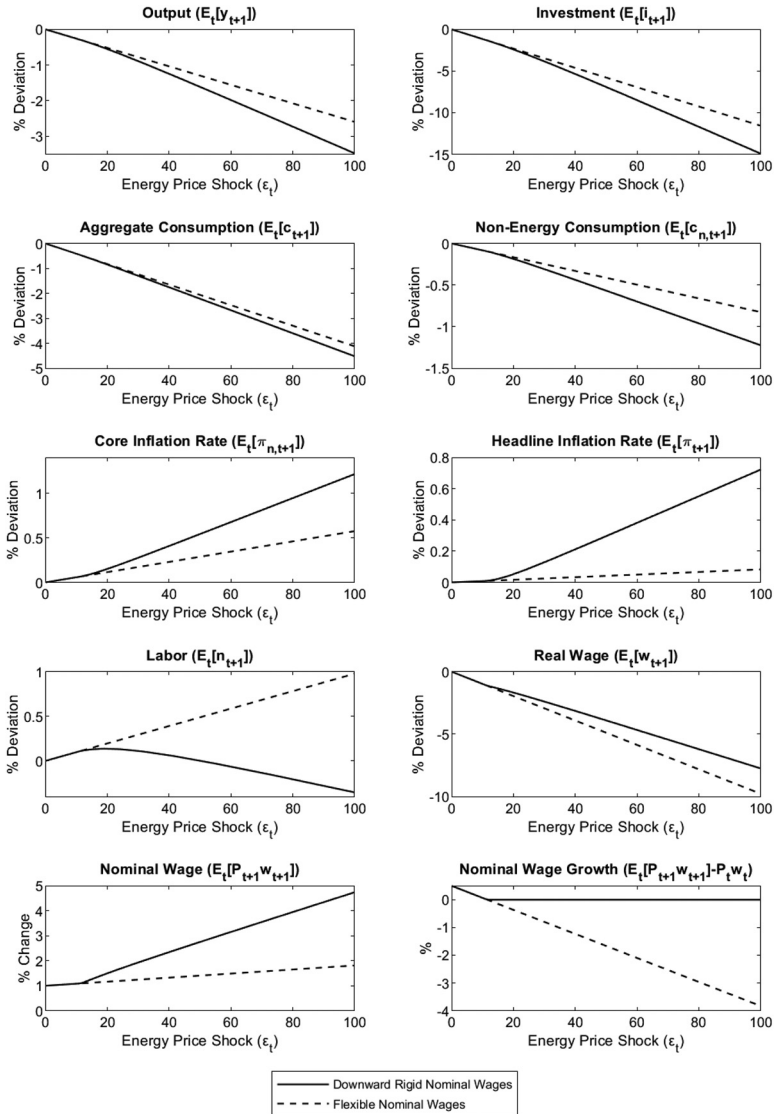 Output (E_t[y_{t+1}])
0
-1
-2
-3
% Deviation
0 20 40 60 80 100
Energy Price Shock (ε_t)
Investment (E_t[i_{t+1}])
0
-5
-10
-15
% Deviation
0 20 40 60 80 100
Energy Price Shock (ε_t)
Aggregate Consumption (E_t[c_{t+1}])
0
-1
-2
-3
-4
-5
% Deviation
0 20 40 60 80 100
Energy Price Shock (ε_t)
Non-Energy Consumption (E_t[c_{n,t+1}])
0
-0.5
-1
-1.5
% Deviation
0 20 40 60 80 100
Energy Price Shock (ε_t)
Core Inflation Rate (E_t[π_{n,t+1}])
1
0.5
0
% Deviation
0 20 40 60 80 100
Energy Price Shock (ε_t)
Headline Inflation Rate (E_t[π_{t+1}])
0.8
0.6
0.4
0.2
0
% Deviation
0 20 40 60 80 100
Energy Price Shock (ε_t)
Labor (E_t[n_{t+1}])
1
0.5
0
% Deviation
0 20 40 60 80 100
Energy Price Shock (ε_t)
Real Wage (E_t[w_{t+1}])
0
-5
-10
% Deviation
0 20 40 60 80 100
Energy Price Shock (ε_t)
Nominal Wage (E_t[P_{t+1}w_{t+1}])
5
4
3
2
1
0
% Change
0 20 40 60 80 100
Energy Price Shock (ε_t)
Nominal Wage Growth (E_t[P_{t+1}w_{t+1}]-P_tw_t)
0
-1
-2
-3
-4
%
0 20 40 60 80 100
Energy Price Shock (ε_t)
Downward Rigid Nominal Wages
Flexible Nominal Wages